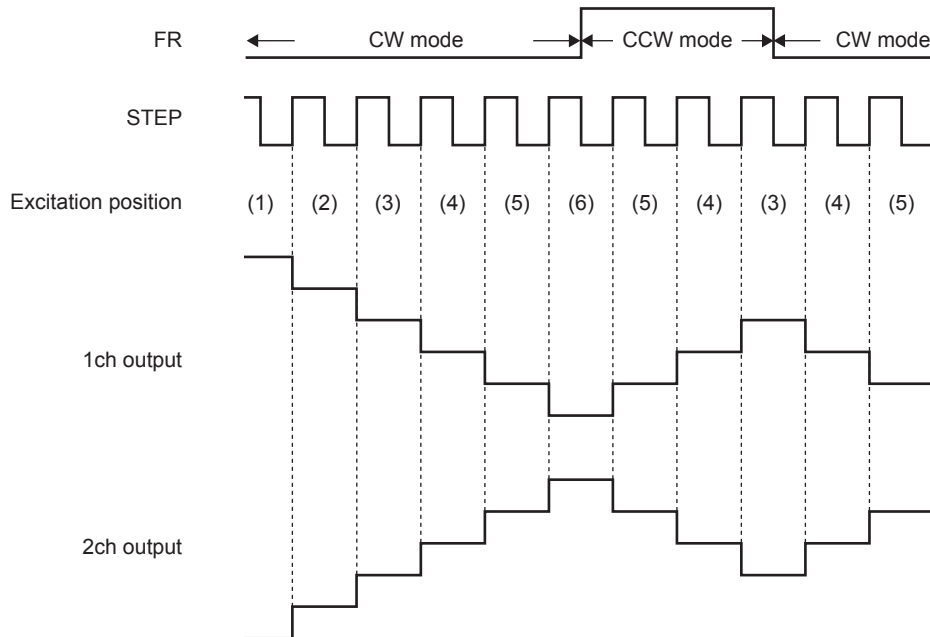 FR CW mode CCW mode CW mode
STEP
Excitation position (1) (2) (3) (4) (5) (6) (5) (4) (3) (4) (5)
1ch output
2ch output